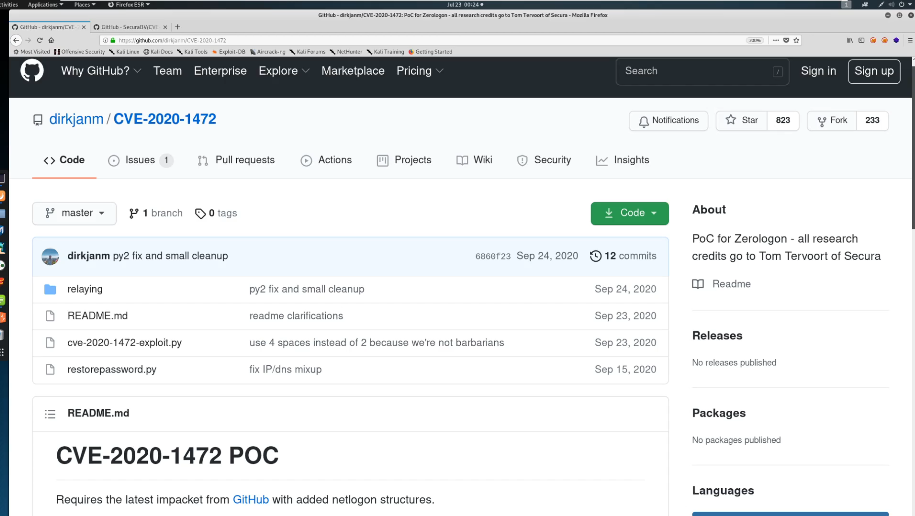 ctivities Applications Places Firefox ESR Jul 23 00:24 1
GitHub - dirkjanm/CVE-2020-1472: PoC for Zerologon - all research credits go to Tom Tervoort of Secura - Mozilla Firefox
GitHub - dirkjanm/CVE- × GitHub - SecuraBV/CVE- × +
https://github.com/dirkjanm/CVE-2020-1472 200%
Most Visited Offensive Security Kali Linux Kali Docs Kali Tools Exploit-DB Aircrack-ng Kali Forums NetHunter Kali Training Getting Started
Why GitHub? Team Enterprise Explore Marketplace Pricing Search / Sign in Sign up
dirkjanm / CVE-2020-1472 Notifications Star 823 Fork 233
Code Issues 1 Pull requests Actions Projects Wiki Security Insights
master 1 branch 0 tags Code
About
PoC for Zerologon - all research
credits go to Tom Tervoort of Secura
Readme
dirkjanm py2 fix and small cleanup 6860f23 Sep 24, 2020 12 commits
relaying py2 fix and small cleanup Sep 24, 2020
README.md readme clarifications Sep 23, 2020
cve-2020-1472-exploit.py use 4 spaces instead of 2 because we're not barbarians Sep 23, 2020
restorepassword.py fix IP/dns mixup Sep 15, 2020
Releases
No releases published
Packages
No packages published
Languages
README.md
CVE-2020-1472 POC
Requires the latest impacket from GitHub with added netlogon structures.